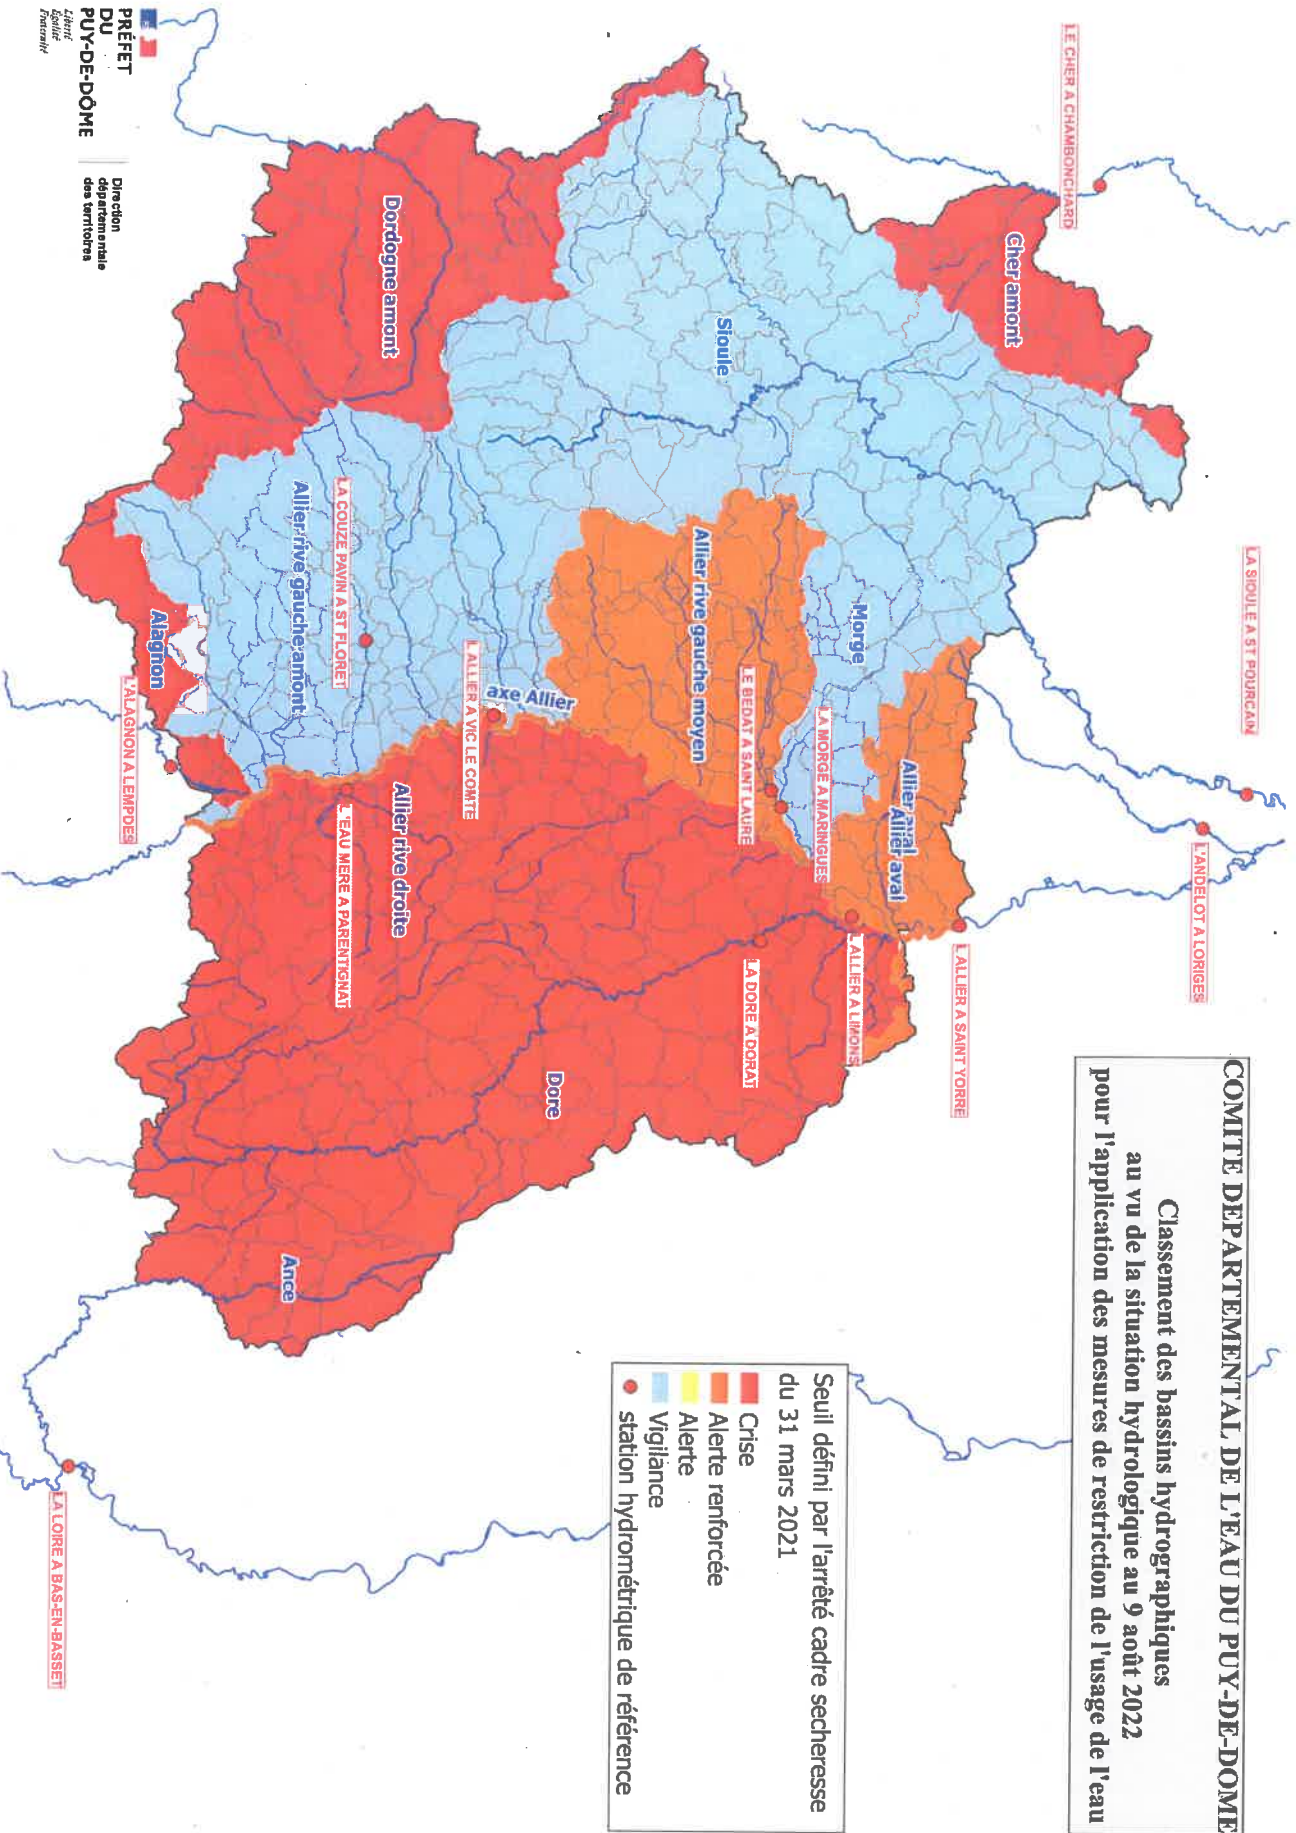 COMITE DEPARTEMENTAL DE L'EAU DU PUY-DE-DOME
Classement des bassins hydrographiques
au vu de la situation hydrologique au 9 août 2022
pour l'application des mesures de restriction de l'usage de l'eau
LA SIOULE A ST POURCAIN
L'ANDELOT A LORIGES
LE CHER A CHAMBONCHARD
Cher amont
L ALLIER A SAINT YORRE
Allier aval
Allier aval
Morge
LA MORGE A MARINGUES
L ALLIER A LIMONS
Sioule
LE BEDAT A SAINT LAURE
LA DORE A DORAT
Allier rive gauche moyen
Dore
axe Allier
L ALLIER A VIC LE COMTE
Dordogne amont
Allier rive droite
LA COUZE PAVIN A ST FLORET
L 'EAU MERE A PARENTIGNAT
Allier rive gauche amont
Ance
Alagnon
L'ALAGNON A LEMPDES
LA LOIRE A BAS-EN-BASSET
Seuil défini par l'arrêté cadre secheresse
du 31 mars 2021
Crise
Alerte renforcée
Alerte
Vigilance
station hydrométrique de référence
PRÉFET
DU
PUY-DE-DÔME
Liberté
Égalité
Fraternité
Direction
départementale
des territoires